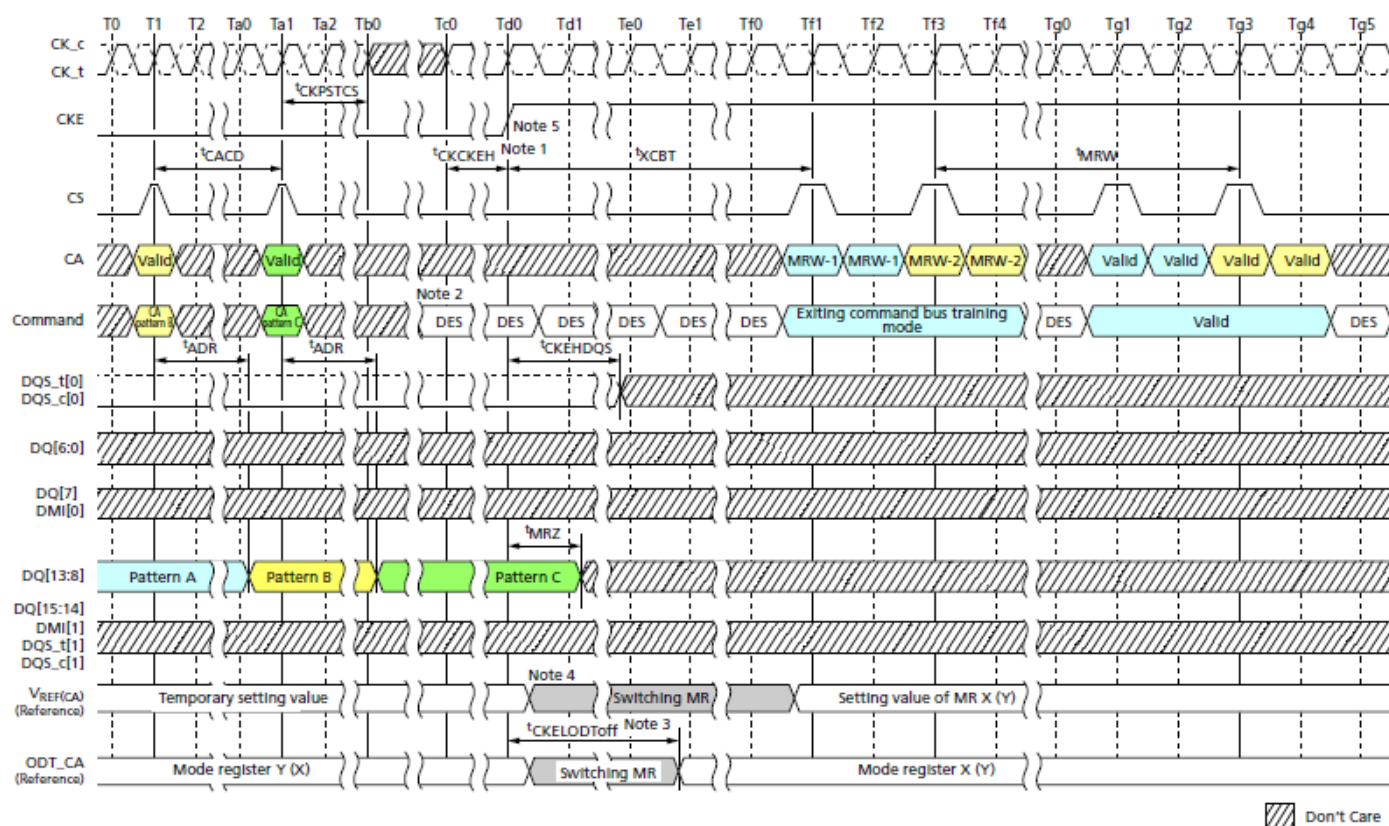 T0 T1 T2 Ta0 Ta1 Ta2 Tb0 Tc0 Td0 Td1 Te0 Te1 Tf0 Tf1 Tf2 Tf3 Tf4 Tg0 Tg1 Tg2 Tg3 Tg4 Tg5
CK_c
CK_t
tCKPSTCS
CKE
Note 5
tCACD tCKCKEH Note 1 tXCBT tMRW
CS
CA Valid Valid MRW-1 MRW-1 MRW-2 MRW-2 Valid Valid Valid Valid
Note 2
Command CA pattern B CA pattern C DES DES DES DES DES DES Exiting command bus training mode DES Valid DES
tADR tADR tCKEHDQS
DQS_t[0]
DQS_c[0]
DQ[6:0]
DQ[7]
DMI[0]
tMRZ
DQ[13:8] Pattern A Pattern B Pattern C
DQ[15:14]
DMI[1]
DQS_t[1]
DQS_c[1]
Note 4
VREF(CA) Temporary setting value Switching MR Setting value of MR X (Y)
(Reference)
tCKELODToff Note 3
ODT_CA Mode register Y (X) Switching MR Mode register X (Y)
(Reference)
Don't Care